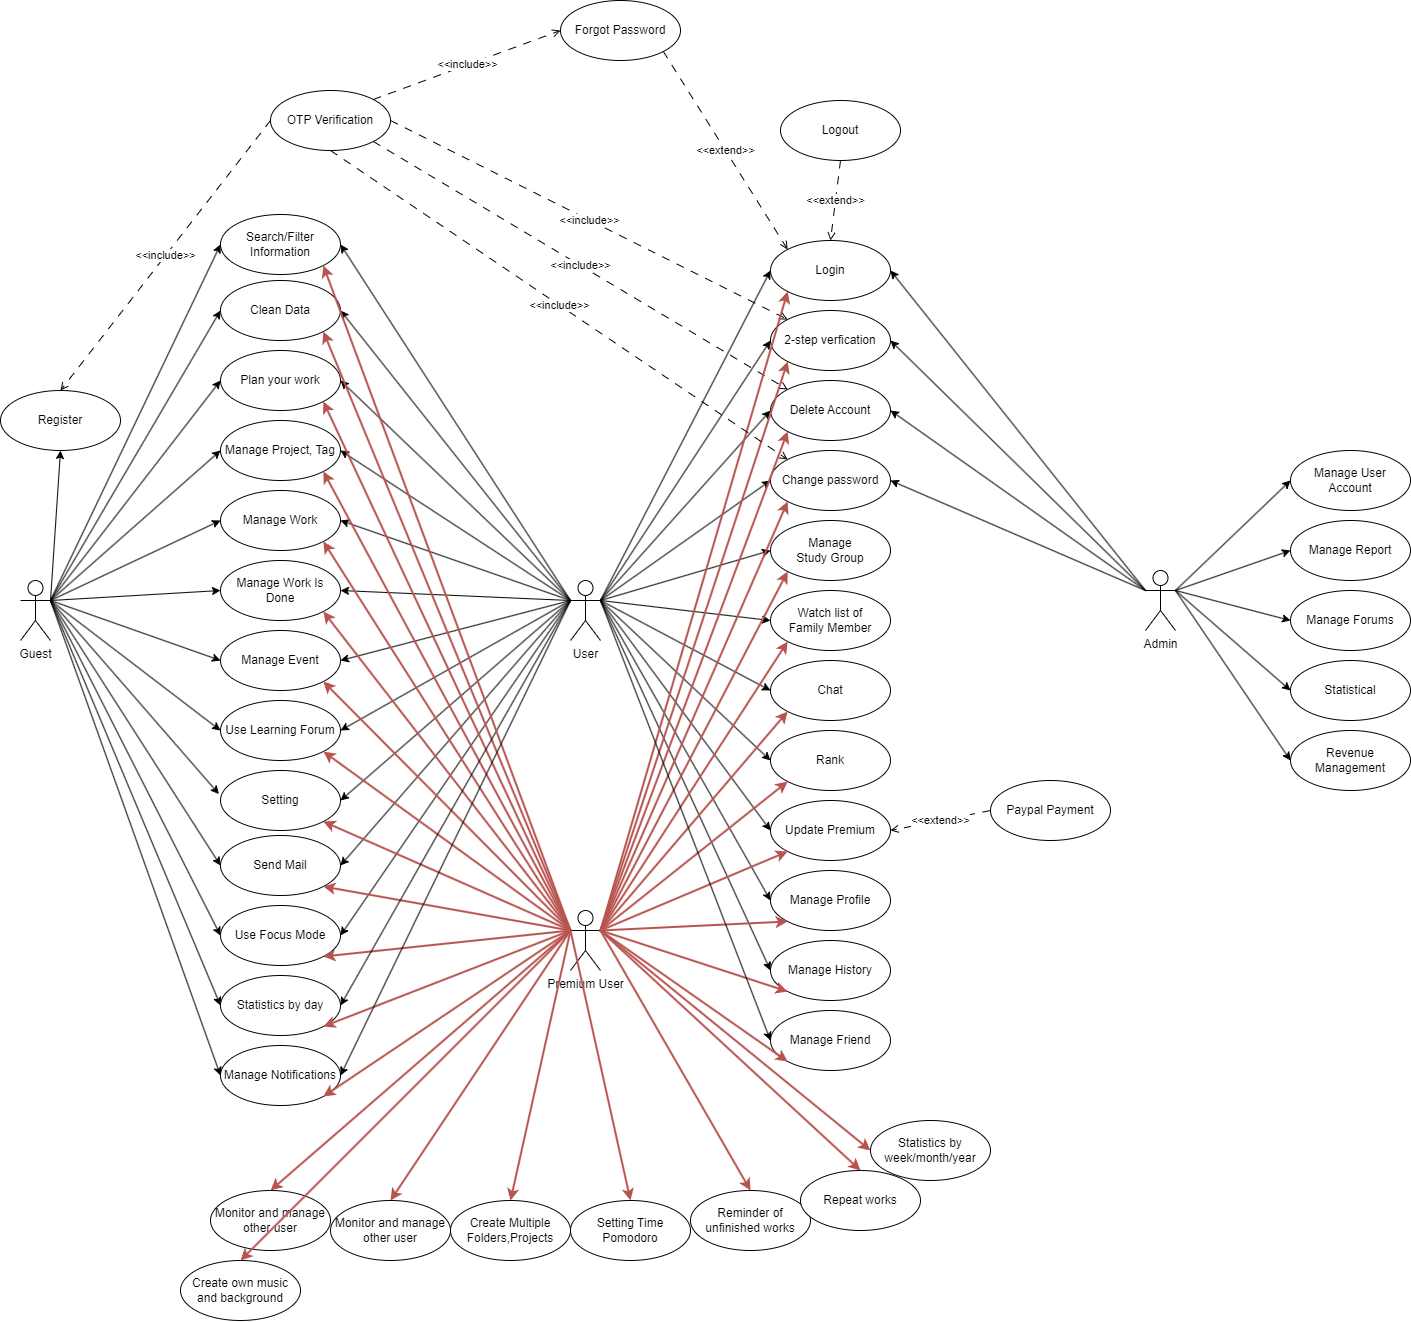 Forgot Password
<<include>>
OTP Verification
Logout
<<extend>>
<<extend>>
<<include>>
Search/Filter
Information
<<include>>
<<include>>
<<include>>
Login
Clean Data
2-step verfication
Plan your work
Delete Account
Register
Manage Project, Tag
Change password
Manage User
Account
Manage Work
Manage
Study Group
Manage Report
Manage Work Is
Done
Watch list of
Family Member
Manage Forums
Guest
User
Admin
Manage Event
Chat
Statistical
Use Learning Forum
Rank
Revenue
Management
Setting
Update Premium
<<extend>>
Paypal Payment
Send Mail
Manage Profile
Use Focus Mode
Manage History
Premium User
Statistics by day
Manage Friend
Manage Notifications
Statistics by
week/month/year
Repeat works
Monitor and manage
other user
Monitor and manage
other user
Create Multiple
Folders,Projects
Setting Time
Pomodoro
Reminder of
unfinished works
Create own music
and background